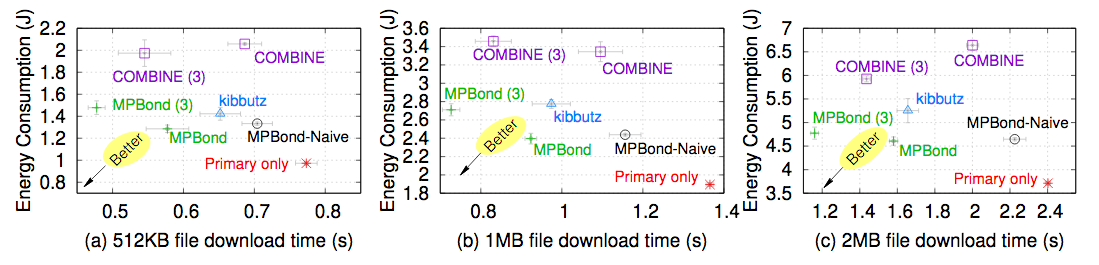 Energy Consumption (J)
2.2
2
1.8
1.6
1.4
1.2
1
0.8
COMBINE (3)
COMBINE
MPBond (3)
kibbutz
MPBond
MPBond-Naive
Better
Primary only
0.5
0.6
0.7
0.8
(a) 512KB file download time (s)
Energy Consumption (J)
3.6
3.4
3.2
3
2.8
2.6
2.4
2.2
2
1.8
COMBINE (3)
COMBINE
MPBond (3)
kibbutz
Better
MPBond
MPBond-Naive
Primary only
0.8
1
1.2
1.4
(b) 1MB file download time (s)
Energy Consumption (J)
7
6.5
6
5.5
5
4.5
4
3.5
COMBINE
COMBINE (3)
kibbutz
MPBond (3)
MPBond-Naive
Better
MPBond
Primary only
1.2
1.4
1.6
1.8
2
2.2
2.4
(c) 2MB file download time (s)